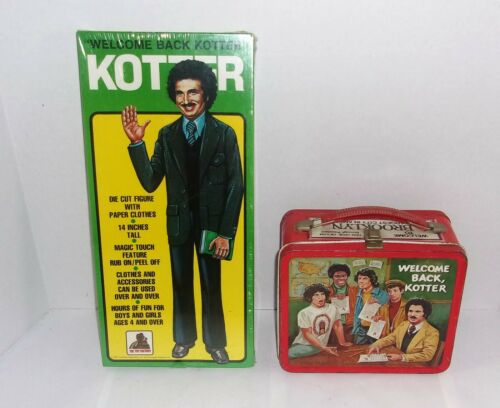 "WELCOME BACK KOTTER"
KOTTER
DIE CUT FIGURE
WITH
PAPER CLOTHES
14 INCHES
TALL
MAGIC TOUCH
FEATURE
RUB ON/PEEL OFF
CLOTHES AND
ACCESSORIES
CAN BE USED
OVER AND OVER
HOURS OF FUN FOR
BOYS AND GIRLS
AGES 4 AND OVER
WELCOME
BROOKLYN
WELCOME
BACK,
KOTTER